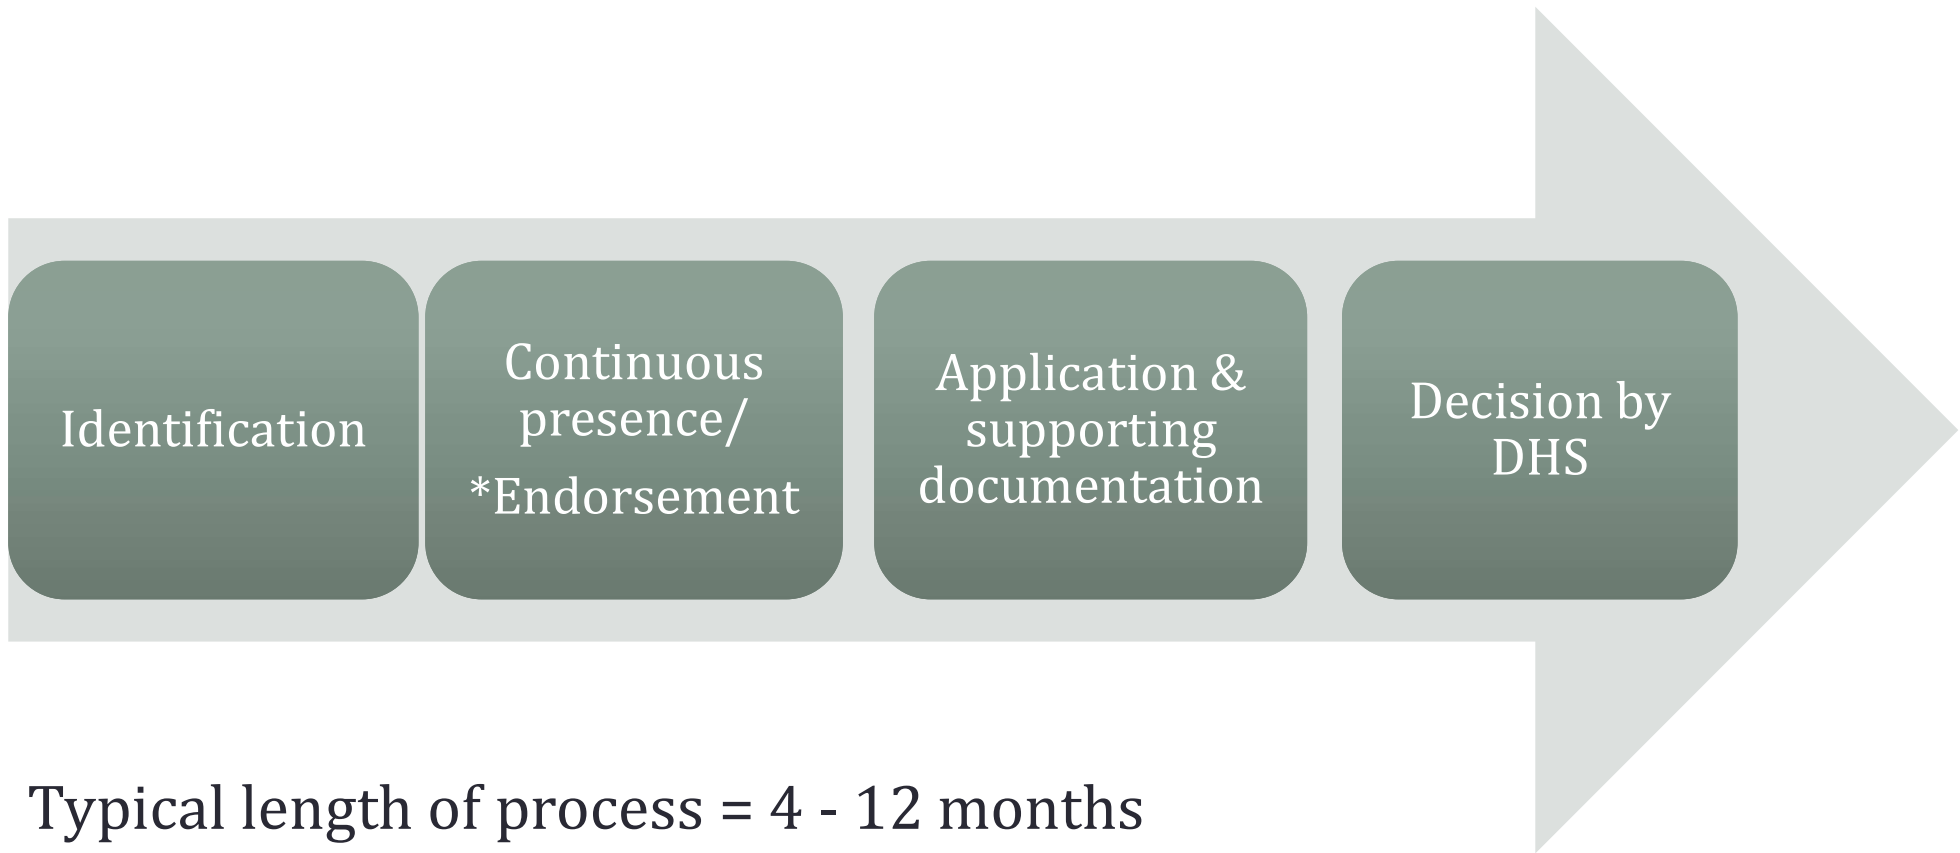 Identification
Continuous
presence/
*Endorsement
Application &
supporting
documentation
Decision by
DHS
Typical length of process = 4 - 12 months